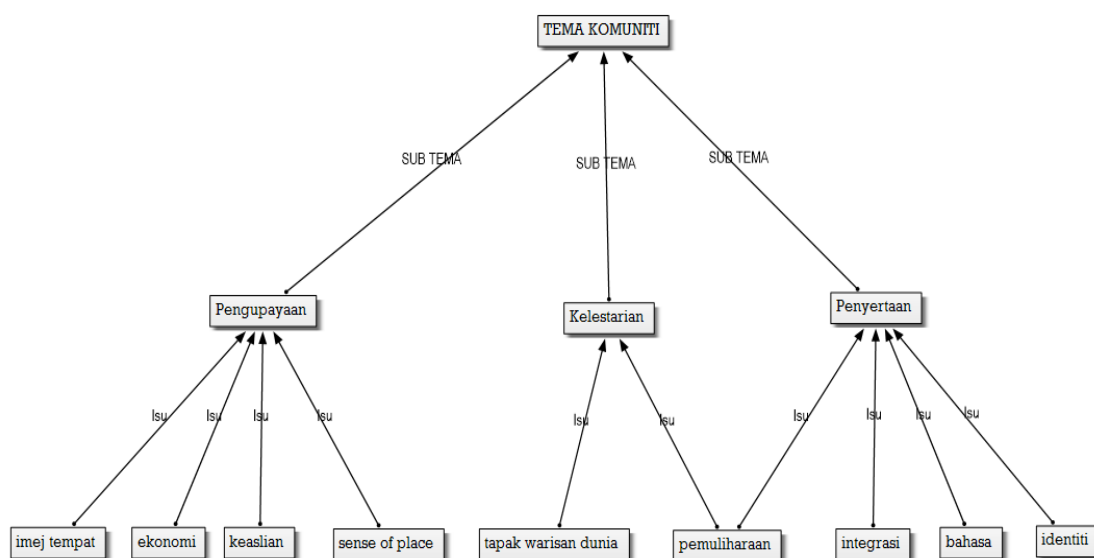 TEMA KOMUNITI
SUB TEMA
SUB TEMA
SUB TEMA
Pengupayaan
Kelestarian
Penyertaan
Isu
Isu
Isu
Isu
Isu
Isu
Isu
Isu
Isu
Isu
imej tempat
ekonomi
keaslian
sense of place
tapak warisan dunia
pemuliharaan
integrasi
bahasa
identiti